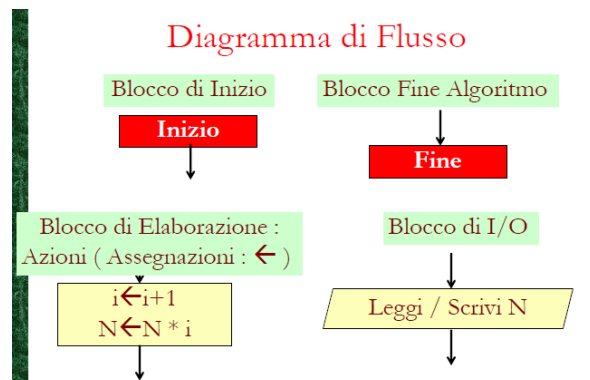 Diagramma di Flusso
Blocco di Inizio
Inizio
Blocco Fine Algoritmo
Fine
Blocco di Elaborazione :
Azioni ( Assegnazioni : ← )
i←i+1
N←N * i
Blocco di I/O
Leggi / Scrivi N